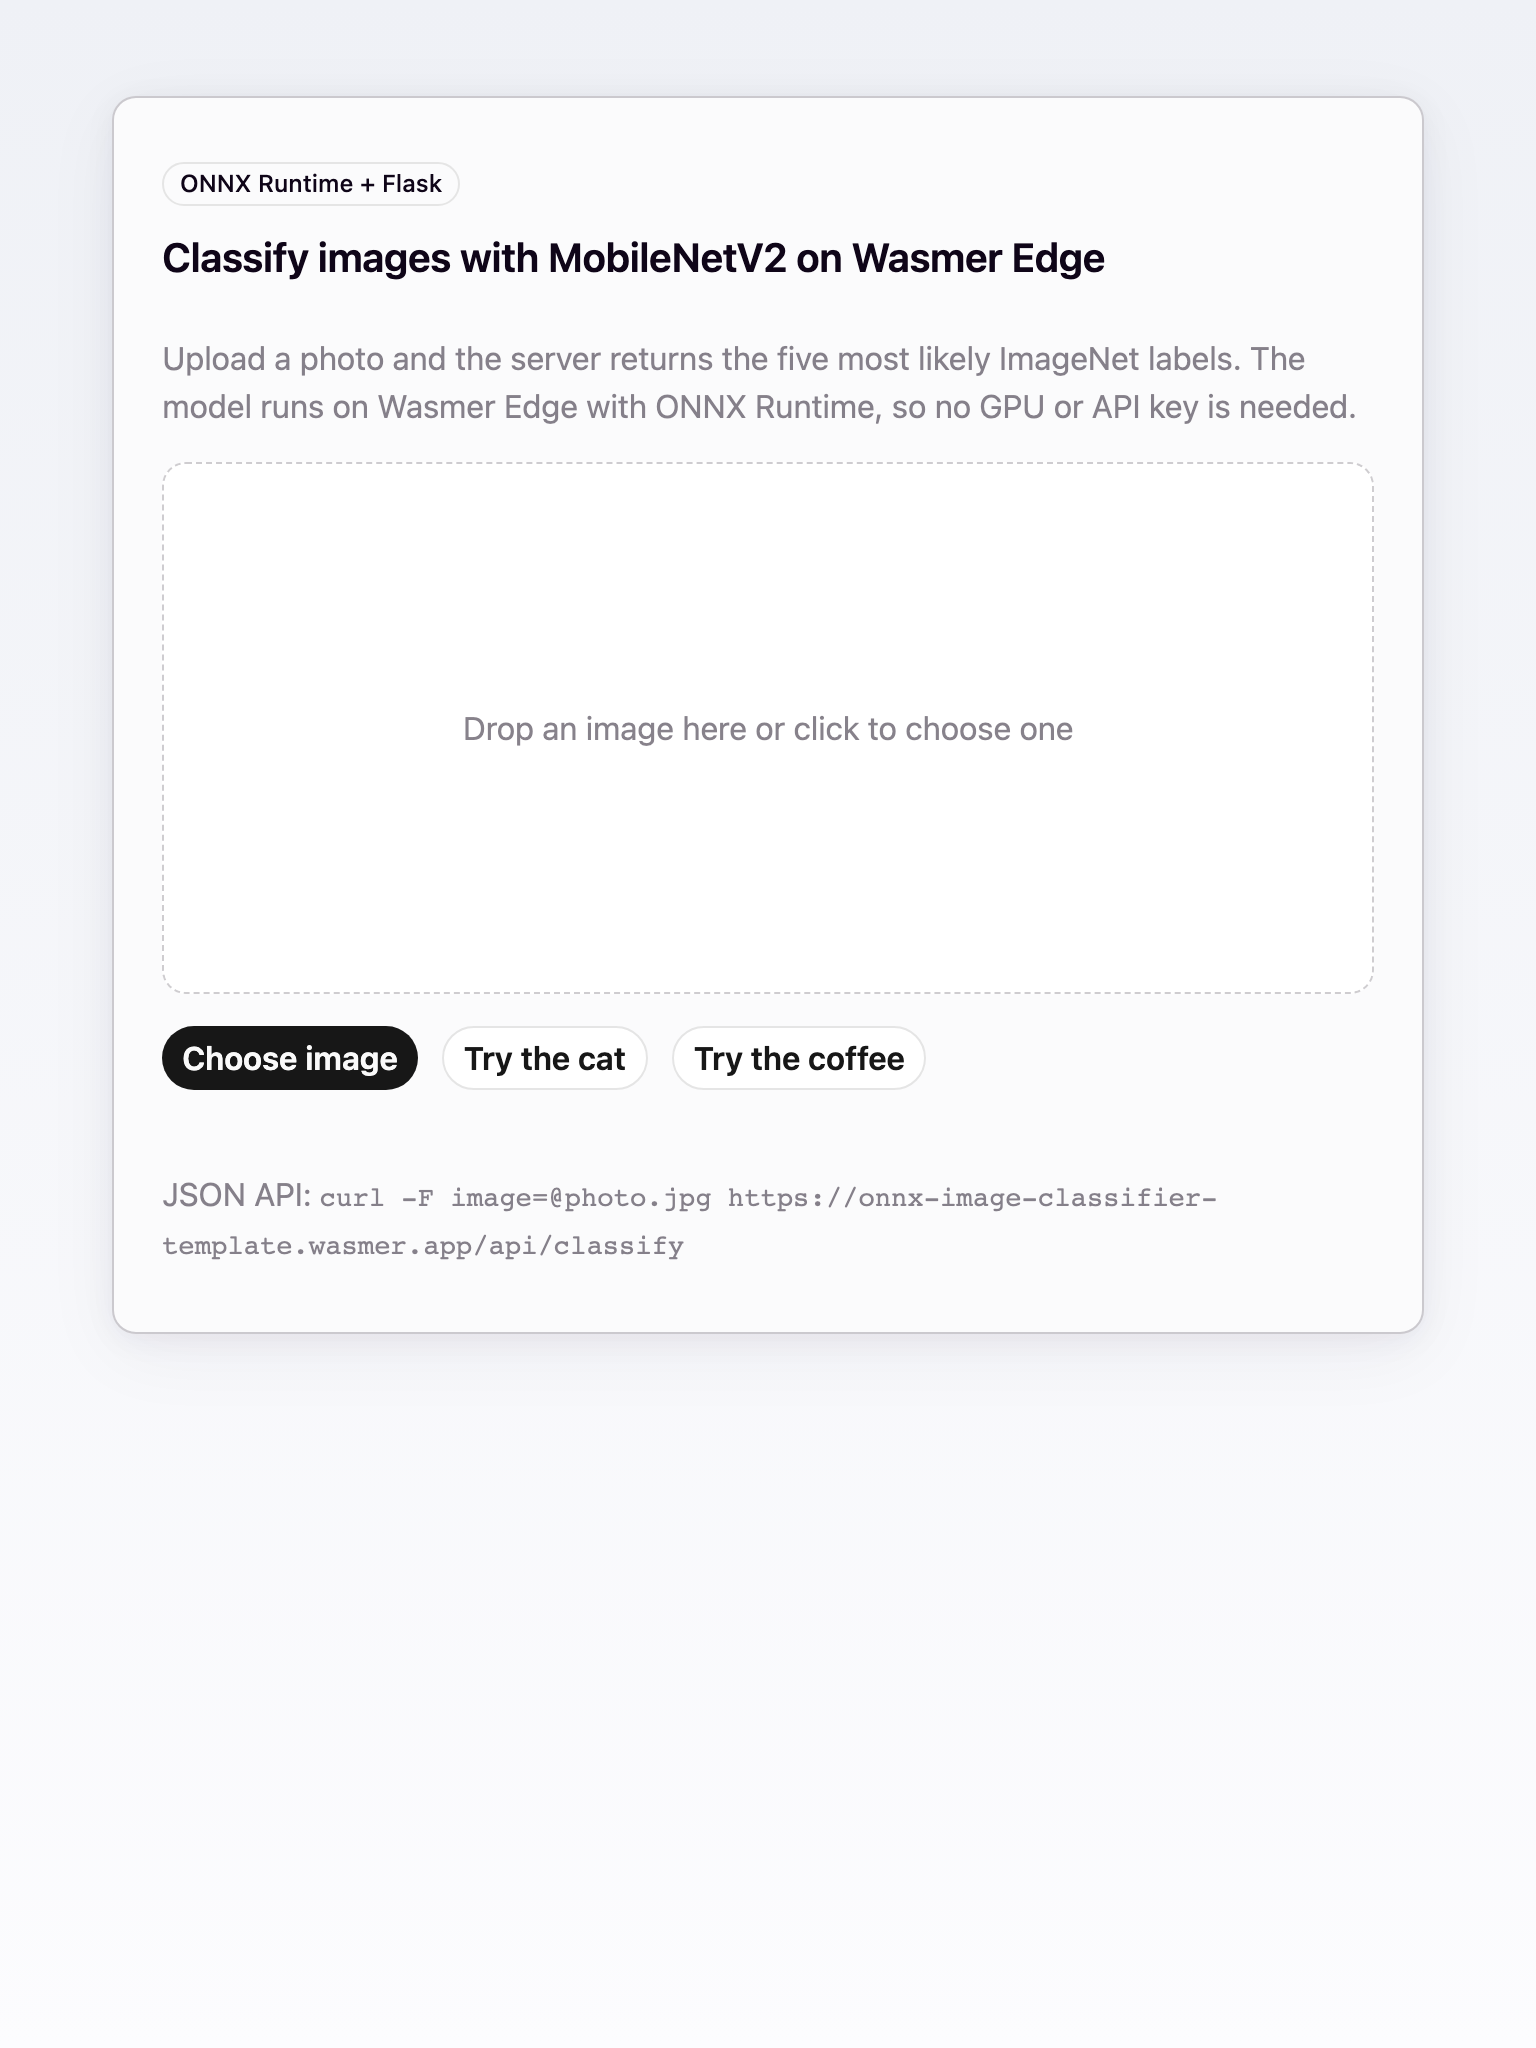 ONNX Runtime + Flask
Classify images with MobileNetV2 on Wasmer Edge
Upload a photo and the server returns the five most likely ImageNet labels. The
model runs on Wasmer Edge with ONNX Runtime, so no GPU or API key is needed.
Drop an image here or click to choose one
Choose image
Try the cat
Try the coffee
JSON API: curl -F image=@photo.jpg https://onnx-image-classifier-
template.wasmer.app/api/classify